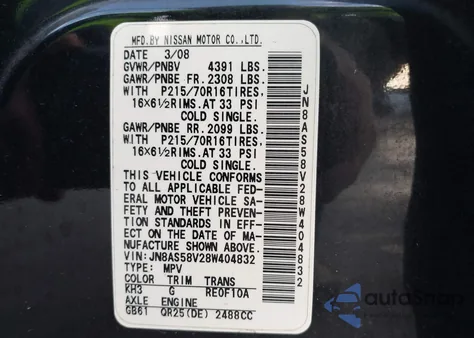 MFD.BY NISSAN MOTOR CO.,LTD.
DATE 3/08
GVWR/PNBV 4391 LBS.
GAWR/PNBE FR. 2308 LBS.
WITH P215/70R16TIRES,
16×6½RIMS.AT 33 PSI
COLD SINGLE.
GAWR/PNBE RR. 2099 LBS.
WITH P215/70R16TIRES,
16×6½RIMS.AT 33 PSI
COLD SINGLE.
THIS VEHICLE CONFORMS
TO ALL APPLICABLE FED-
ERAL MOTOR VEHICLE SA-
FETY AND THEFT PREVEN-
TION STANDARDS IN EFF-
ECT ON THE DATE OF MA-
NUFACTURE SHOWN ABOVE.
VIN:JN8AS58V28W404832
TYPE: MPV
COLOR TRIM TRANS
KH3 G RE0F10A
AXLE ENGINE
GB61 QR25(DE) 2488CC
JN8AS58V28W404832
autoSnap